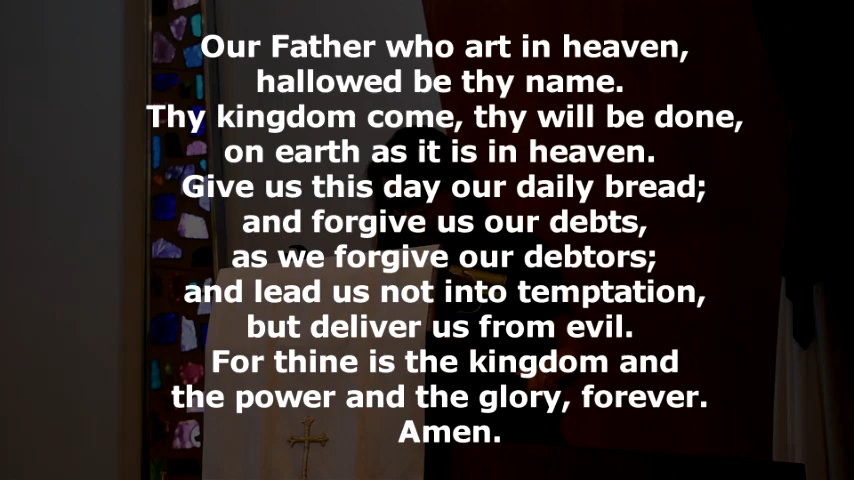 Our Father who art in heaven,
hallowed be thy name.
Thy kingdom come, thy will be done,
on earth as it is in heaven.
Give us this day our daily bread;
and forgive us our debts,
as we forgive our debtors;
and lead us not into temptation,
but deliver us from evil.
For thine is the kingdom and
the power and the glory, forever.
Amen.